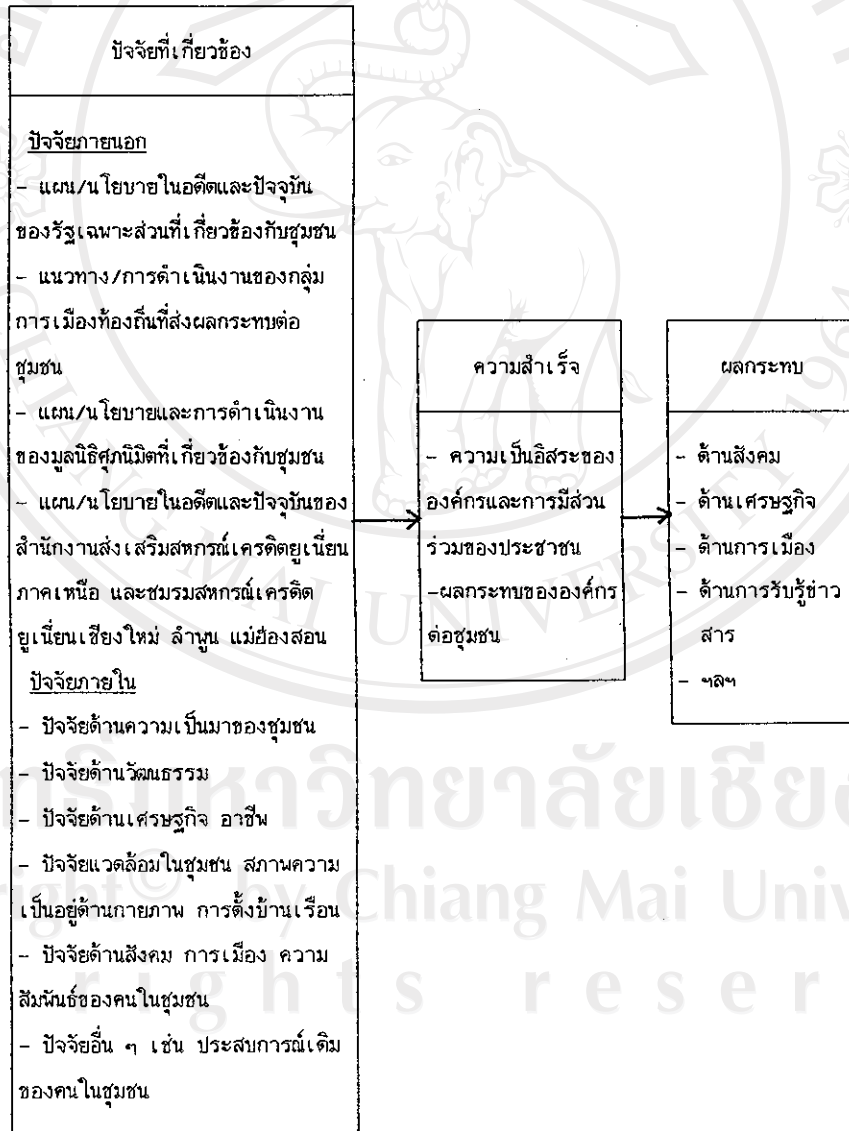 ปัจจัยที่เกี่ยวข้อง
ปัจจัยภายนอก
- แผน/นโยบายในอดีตและปัจจุบัน
ของรัฐเฉพาะส่วนที่เกี่ยวข้องกับชุมชน
- แนวทาง/การดำเนินงานของกลุ่ม
การเมืองท้องถิ่นที่ส่งผลกระทบต่อ
ชุมชน
- แผน/นโยบายและการดำเนินงาน
ของมูลนิธิศุภนิมิตที่เกี่ยวข้องกับชุมชน
- แผน/นโยบายในอดีตและปัจจุบันของ
สำนักงานส่งเสริมสหกรณ์เครดิตยูเนี่ยน
ภาคเหนือ และชมรมสหกรณ์เครดิต
ยูเนี่ยนเชียงใหม่ ลำพูน แม่ฮ่องสอน
ปัจจัยภายใน
- ปัจจัยด้านความเป็นมาของชุมชน
- ปัจจัยด้านวัฒนธรรม
- ปัจจัยด้านเศรษฐกิจ อาชีพ
- ปัจจัยแวดล้อมในชุมชน สภาพความ
เป็นอยู่ด้านกายภาพ การตั้งบ้านเรือน
- ปัจจัยด้านสังคม การเมือง ความ
สัมพันธ์ของคนในชุมชน
- ปัจจัยอื่น ๆ เช่น ประสบการณ์เดิม
ของคนในชุมชน
ความสำเร็จ
- ความเป็นอิสระของ
องค์กรและการมีส่วน
ร่วมของประชาชน
-ผลกระทบขององค์กร
ต่อชุมชน
ผลกระทบ
- ด้านสังคม
- ด้านเศรษฐกิจ
- ด้านการเมือง
- ด้านการรับรู้ข่าว
สาร
- ฯลฯ
MAI UNIVERSITY 1964
by Chiang Mai Univ
rights reser